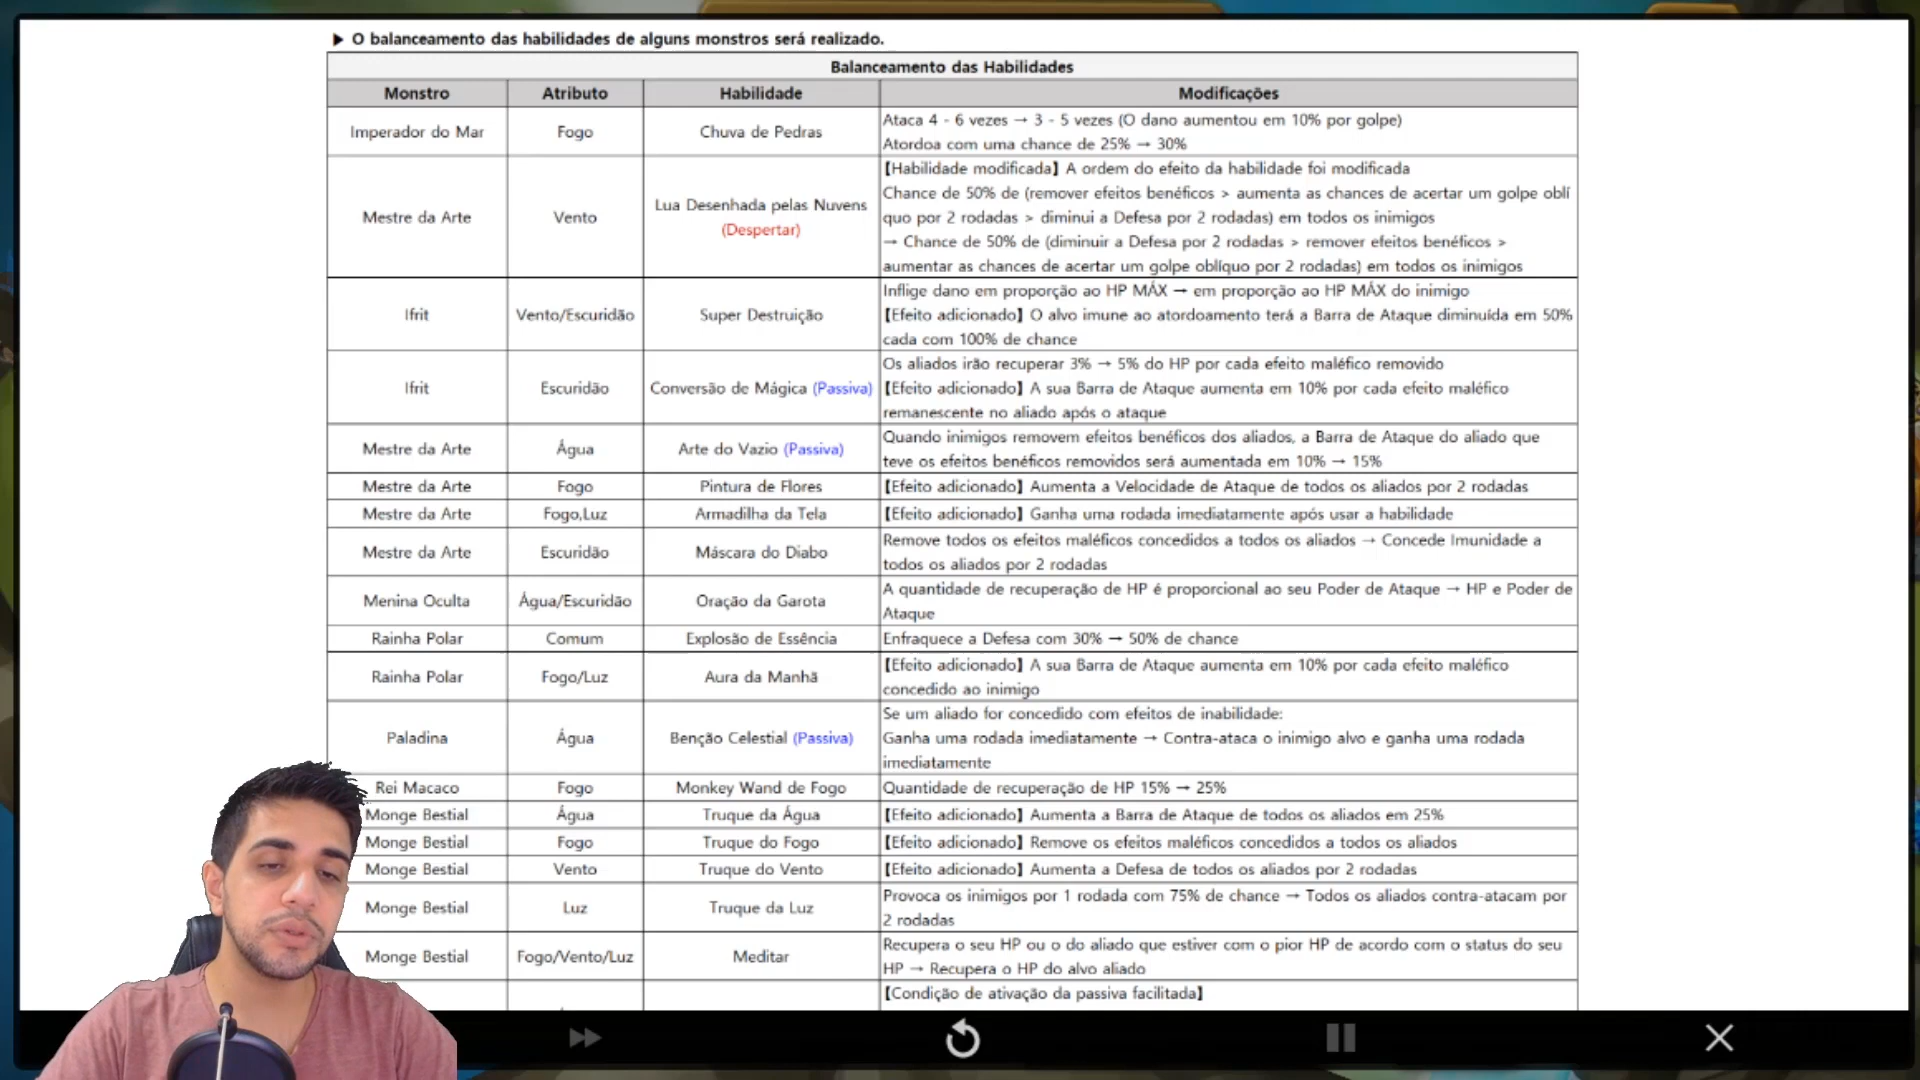 ▶ O balanceamento das habilidades de alguns monstros será realizado.
Balanceamento das Habilidades
Monstro Atributo Habilidade Modificações
Imperador do Mar Fogo Chuva de Pedras
Ataca 4 - 6 vezes → 3 - 5 vezes (O dano aumentou em 10% por golpe)
Atordoa com uma chance de 25% → 30%
Mestre da Arte Vento
Lua Desenhada pelas Nuvens
(Despertar)
【Habilidade modificada】 A ordem do efeito da habilidade foi modificada
Chance de 50% de (remover efeitos benéficos > aumenta as chances de acertar um golpe oblí
quo por 2 rodadas > diminui a Defesa por 2 rodadas) em todos os inimigos
→ Chance de 50% de (diminuir a Defesa por 2 rodadas > remover efeitos benéficos >
aumentar as chances de acertar um golpe oblíquo por 2 rodadas) em todos os inimigos
Ifrit Vento/Escuridão Super Destruição
Inflige dano em proporção ao HP MÁX → em proporção ao HP MÁX do inimigo
【Efeito adicionado】 O alvo imune ao atordoamento terá a Barra de Ataque diminuída em 50%
cada com 100% de chance
Ifrit Escuridão Conversão de Mágica (Passiva)
Os aliados irão recuperar 3% → 5% do HP por cada efeito maléfico removido
【Efeito adicionado】 A sua Barra de Ataque aumenta em 10% por cada efeito maléfico
remanescente no aliado após o ataque
Mestre da Arte Água Arte do Vazio (Passiva)
Quando inimigos removem efeitos benéficos dos aliados, a Barra de Ataque do aliado que
teve os efeitos benéficos removidos será aumentada em 10% → 15%
Mestre da Arte Fogo Pintura de Flores 【Efeito adicionado】 Aumenta a Velocidade de Ataque de todos os aliados por 2 rodadas
Mestre da Arte Fogo,Luz Armadilha da Tela 【Efeito adicionado】 Ganha uma rodada imediatamente após usar a habilidade
Mestre da Arte Escuridão Máscara do Diabo
Remove todos os efeitos maléficos concedidos a todos os aliados → Concede Imunidade a
todos os aliados por 2 rodadas
Menina Oculta Água/Escuridão Oração da Garota
A quantidade de recuperação de HP é proporcional ao seu Poder de Ataque → HP e Poder de
Ataque
Rainha Polar Comum Explosão de Essência Enfraquece a Defesa com 30% → 50% de chance
Rainha Polar Fogo/Luz Aura da Manhã
【Efeito adicionado】 A sua Barra de Ataque aumenta em 10% por cada efeito maléfico
concedido ao inimigo
Paladina Água Benção Celestial (Passiva)
Se um aliado for concedido com efeitos de inabilidade:
Ganha uma rodada imediatamente → Contra-ataca o inimigo alvo e ganha uma rodada
imediatamente
Rei Macaco Fogo Monkey Wand de Fogo Quantidade de recuperação de HP 15% → 25%
Monge Bestial Água Truque da Água 【Efeito adicionado】 Aumenta a Barra de Ataque de todos os aliados em 25%
Monge Bestial Fogo Truque do Fogo 【Efeito adicionado】 Remove os efeitos maléficos concedidos a todos os aliados
Monge Bestial Vento Truque do Vento 【Efeito adicionado】 Aumenta a Defesa de todos os aliados por 2 rodadas
Monge Bestial Luz Truque da Luz
Provoca os inimigos por 1 rodada com 75% de chance → Todos os aliados contra-atacam por
2 rodadas
Monge Bestial Fogo/Vento/Luz Meditar
Recupera o seu HP ou o do aliado que estiver com o pior HP de acordo com o status do seu
HP → Recupera o HP do alvo aliado
【Condição de ativação da passiva facilitada】